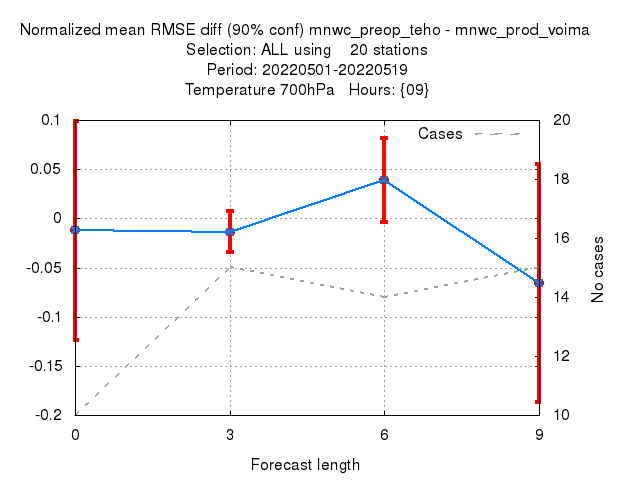 Normalized mean RMSE diff (90% conf) mnwc_preop_teho - mnwc_prod_voima
Selection: ALL using    20 stations
Period: 20220501-20220519
Temperature 700hPa   Hours: {09}
Cases
0.1
0.05
0
-0.05
-0.1
-0.15
-0.2
20
18
16
14
12
10
No cases
0 3 6 9
Forecast length